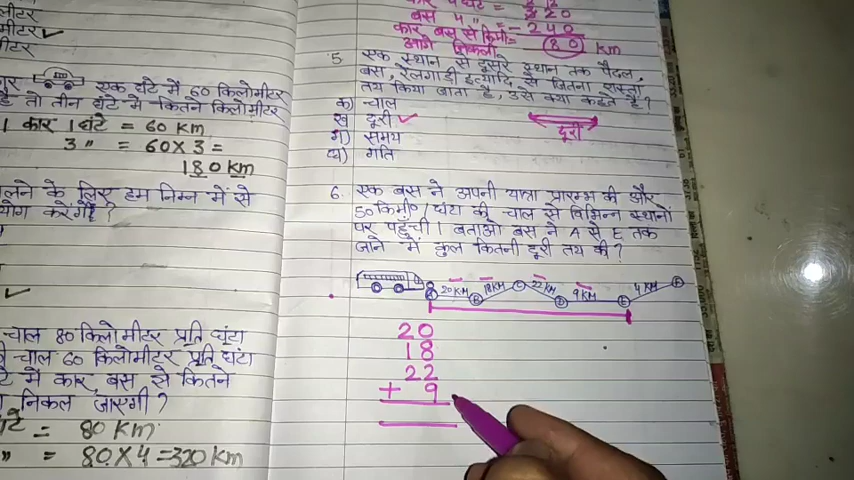 लीटर
मीटर ✓
मीटर
एक घंटे में 60 किलोमीटर
है तो तीन घंटे में कितने किलोमीटर
1 कार 1 घंटे = 60 KM
3 " = 60 X 3 =
180 KM
लने के लिए हम निम्न में से
योग करेंगे?
✓
चाल 80 किलोमीटर प्रति घंटा
चाल 60 किलोमीटर प्रति घंटा
में कार, बस से कितने
निकल जाएगी?
= 80 KM
" = 80 X 4 = 320 KM
बस 4 " = - 240
कार बस से किमी =
आगे निकली 80 KM
5 एक स्थान से दूसरे स्थान तक पैदल,
बस, रेलगाड़ी इत्यादि से जितना रास्ता
तय किया जाता है, उसे क्या कहते है?
क) चाल
ख) दूरी ✓
दूरी
ग) समय
घ) गति
6. एक बस ने अपनी यात्रा प्रारम्भ की और
50 किमी०/घंटा की चाल से विभिन्न स्थानों
पर पहुँची। बताओ बस ने A से E तक
जाने में कुल कितनी दूरी तय की?
A 20 KM B 18 KM C 22 KM D 9 KM E 4 KM F
20
18
22
+ 9